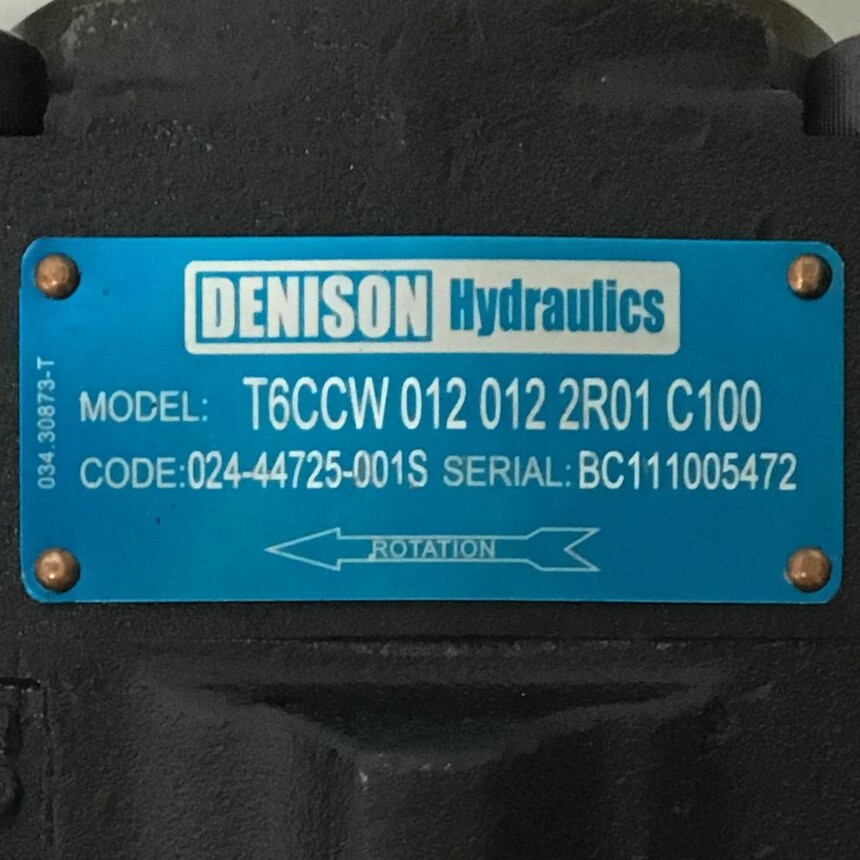 DENISON Hydraulics
034.30873-T
MODEL: T6CCW 012 012 2R01 C100
CODE:024-44725-001S SERIAL: BC111005472
ROTATION